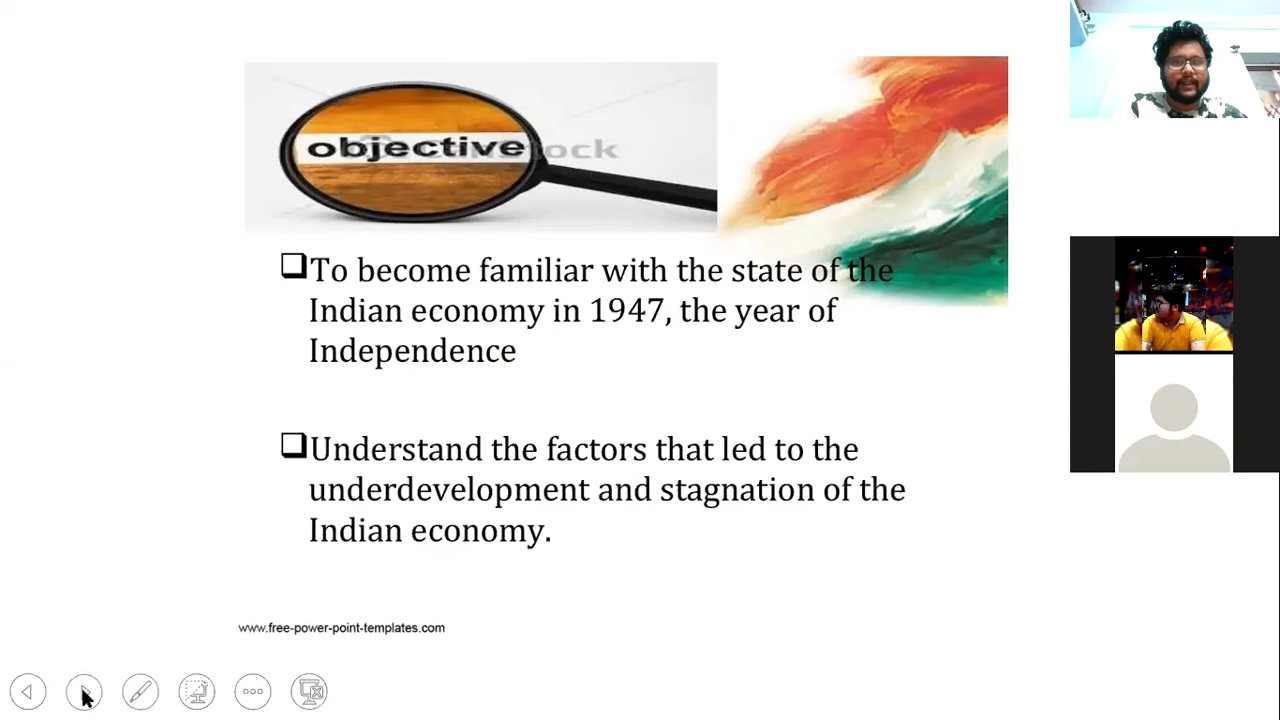 objective
tock
❑To become familiar with the state of the
Indian economy in 1947, the year of
Independence
❑Understand the factors that led to the
underdevelopment and stagnation of the
Indian economy.
www.free-power-point-templates.com